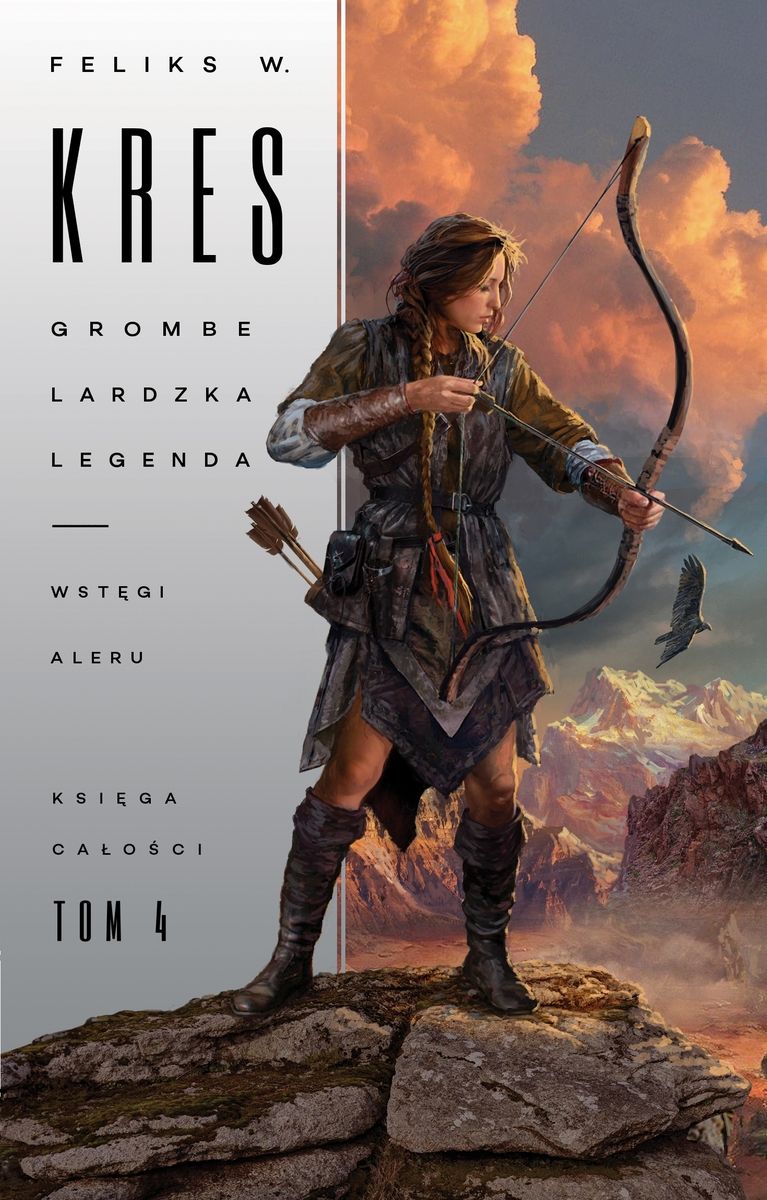 FELIKS W.
KRES
GROMBE
LARDZKA
LEGENDA
WSTĘGI
ALERU
KSIĘGA
CAŁOŚCI
TOM 4